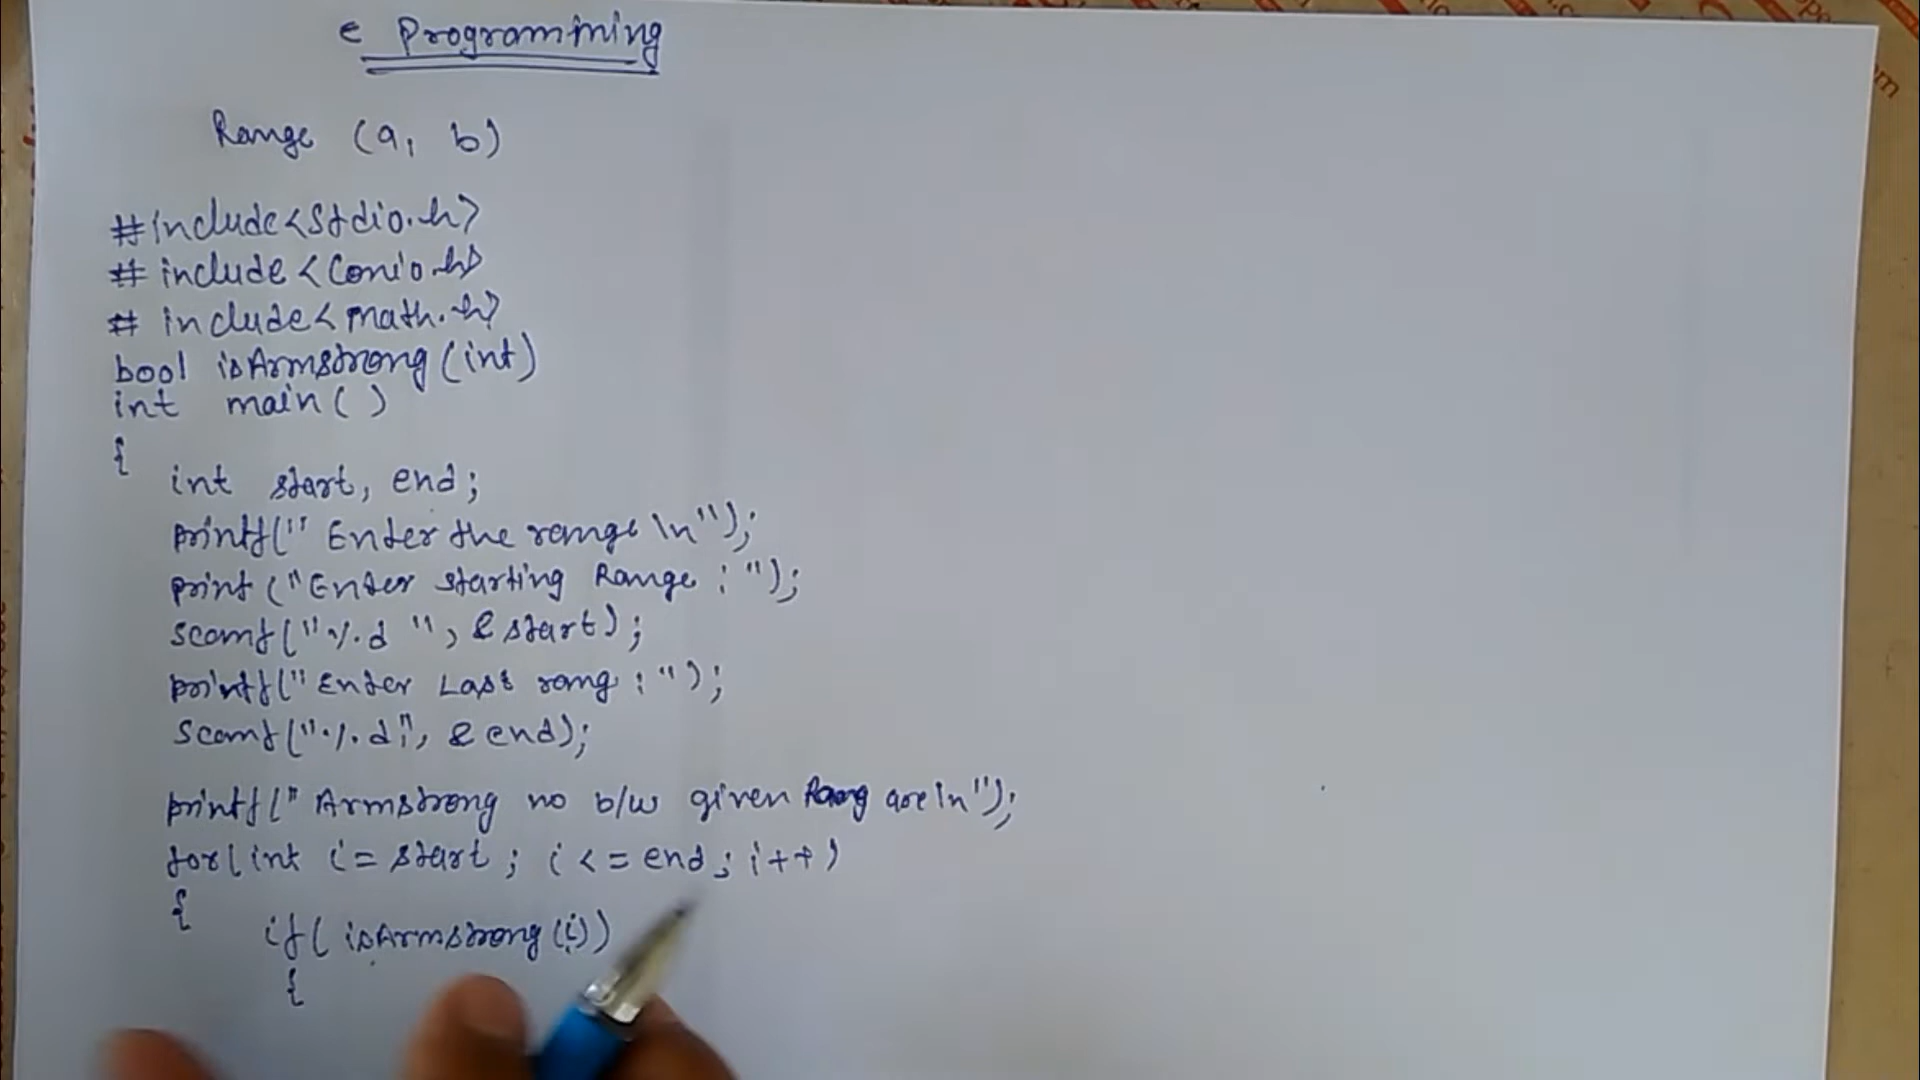 C Programming
Range (a, b)
#include<stdio.h>
# include <conio.h>
# include<math.h>
bool isArmstrong(int)
int main()
{
int start, end;
printf(" Enter the range \n");
print ("Enter starting Range : ");
scanf("%d ", &start);
printf("Enter Last rang : ");
scanf("%d", & end);
printf(" Armstrong no b/w given Rang are\n");
for(int i = start ; i <= end ; i++)
{
if( isArmstrong (i))
{